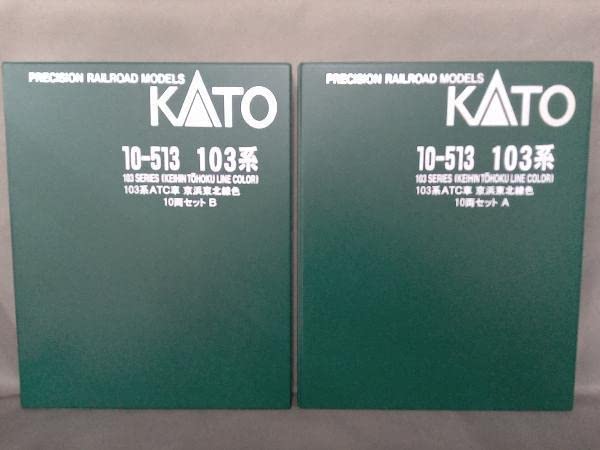 PRECISION RAILROAD MODELS
KATO
10-513 103系
103 SERIES (KEIHIN TŌHOKU LINE COLOR)
103系ATC車 京浜東北線色
10両セット B
PRECISION RAILROAD MODELS
KATO
10-513 103系
103 SERIES (KEIHIN TŌHOKU LINE COLOR)
103系ATC車 京浜東北線色
10両セット A